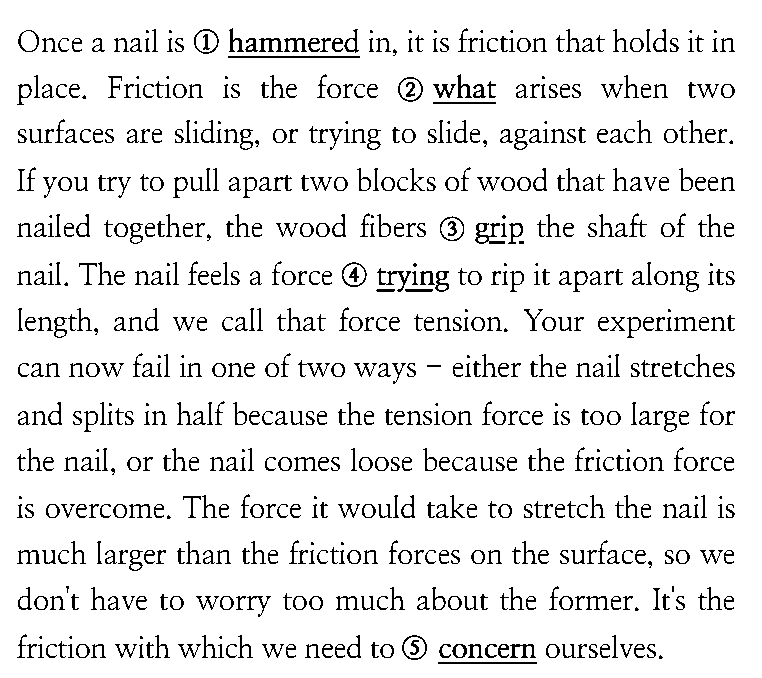 Once a nail is ① hammered in, it is friction that holds it in
place. Friction is the force ② what arises when two
surfaces are sliding, or trying to slide, against each other.
If you try to pull apart two blocks of wood that have been
nailed together, the wood fibers ③ grip the shaft of the
nail. The nail feels a force ④ trying to rip it apart along its
length, and we call that force tension. Your experiment
can now fail in one of two ways – either the nail stretches
and splits in half because the tension force is too large for
the nail, or the nail comes loose because the friction force
is overcome. The force it would take to stretch the nail is
much larger than the friction forces on the surface, so we
don't have to worry too much about the former. It's the
friction with which we need to ⑤ concern ourselves.